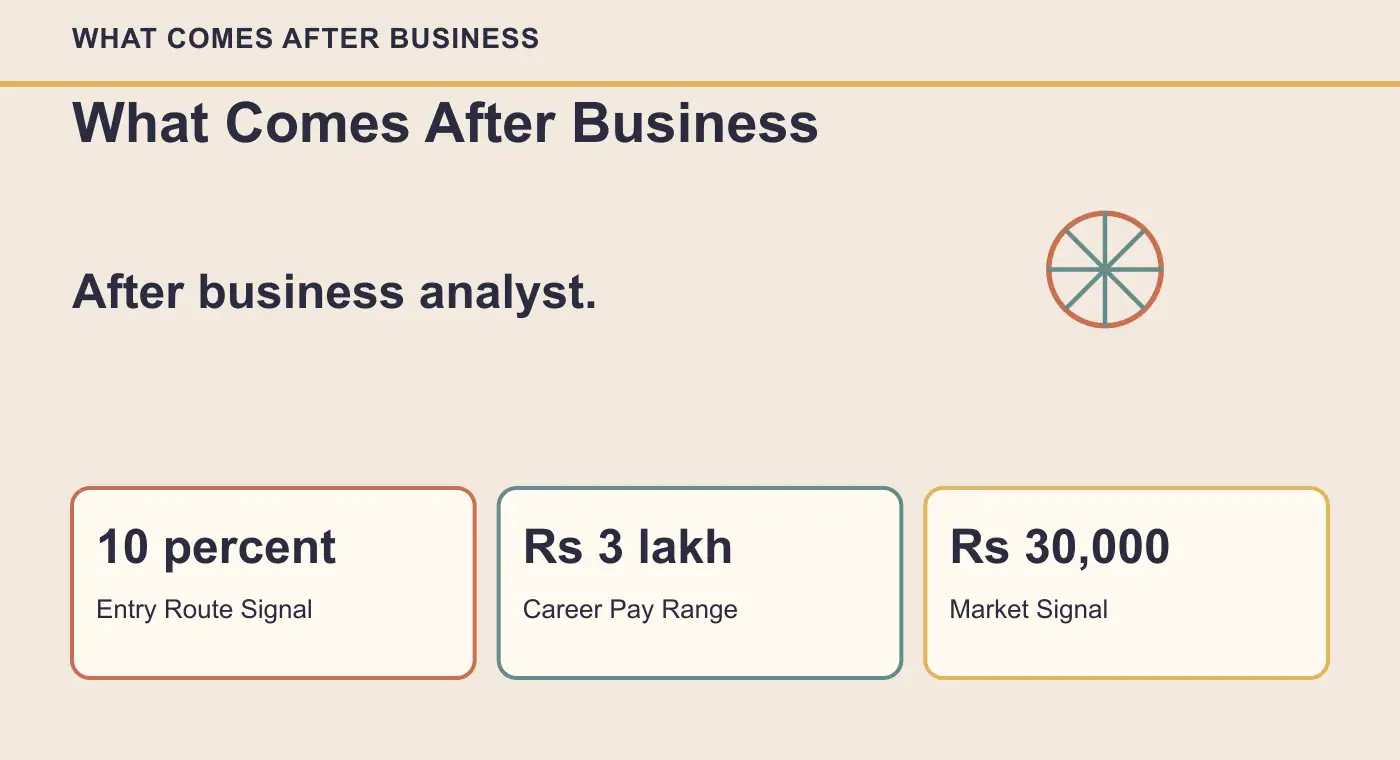 WHAT COMES AFTER BUSINESS
What Comes After Business
After business analyst.
10 percent
Entry Route Signal
Rs 3 lakh
Career Pay Range
Rs 30,000
Market Signal